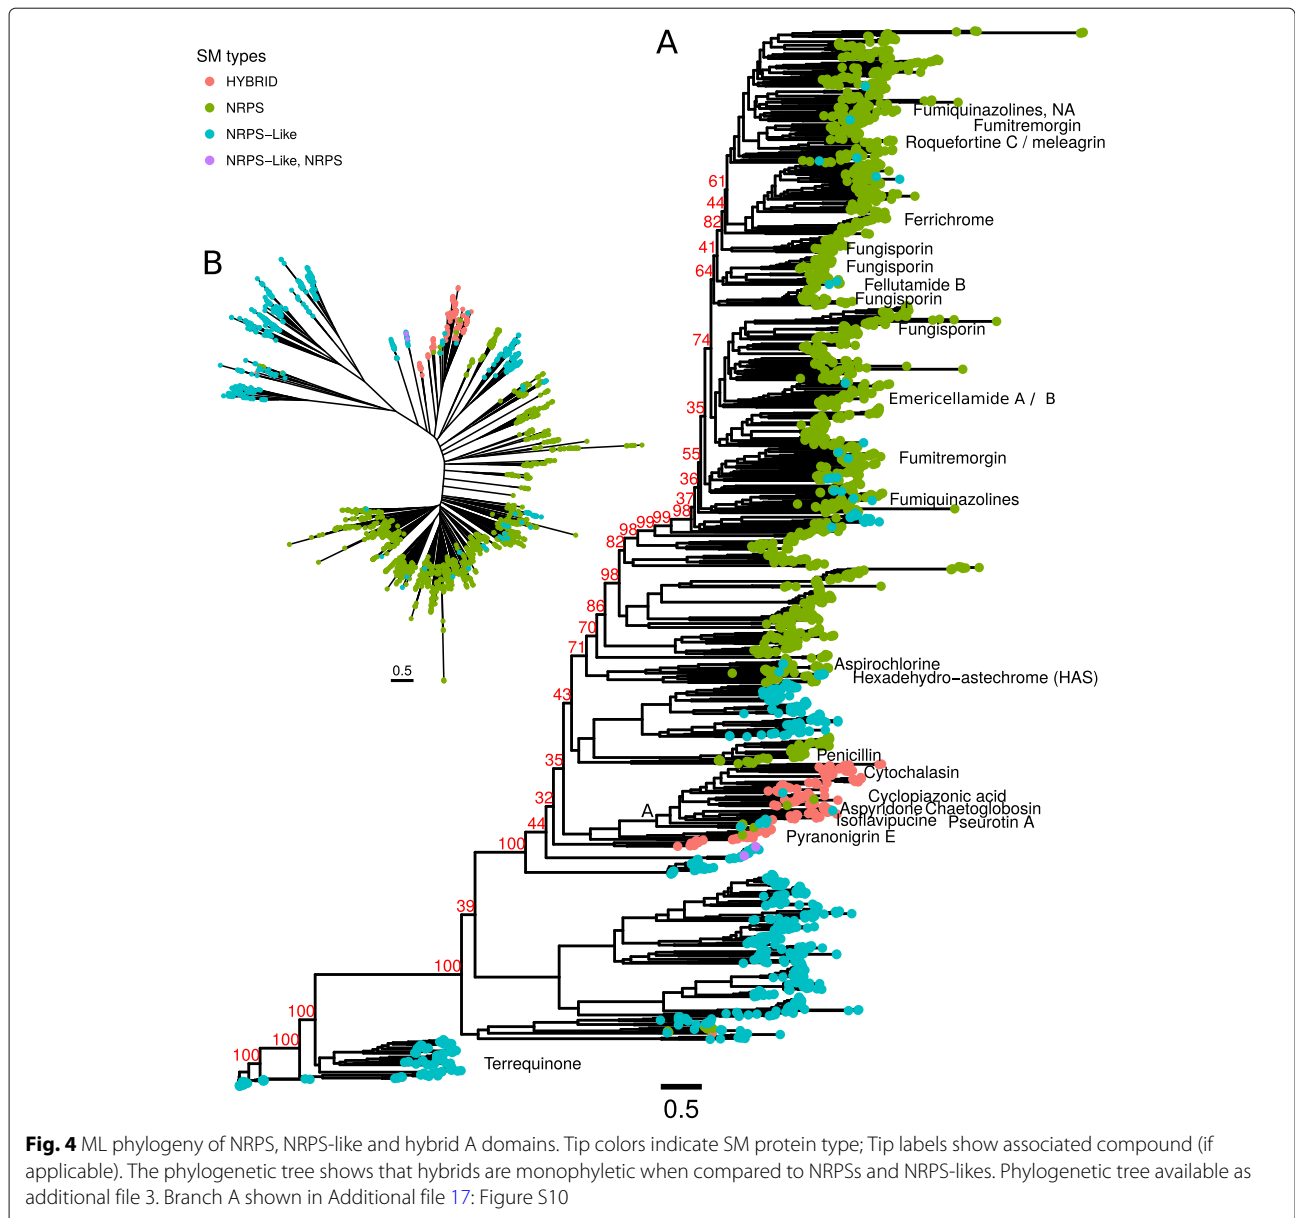 A
SM types
HYBRID
NRPS
NRPS−Like
NRPS−Like, NRPS
B
0.5
Fumiquinazolines, NA
Fumitremorgin
Roquefortine C / meleagrin
61
44
82
Ferrichrome
41
Fungisporin
64
Fungisporin
Fellutamide B
Fungisporin
74
Fungisporin
35
Emericellamide A / B
55
Fumitremorgin
36
37
Fumiquinazolines
98
99
99
98
82
98
86
70
71
Aspirochlorine
Hexadehydro−astechrome (HAS)
43
35
Penicillin
Cytochalasin
32
Cyclopiazonic acid
A
Aspyridone Chaetoglobosin
44
Isoflavipucine Pseurotin A
Pyranonigrin E
100
39
100
100
100
100
Terrequinone
0.5
Fig. 4 ML phylogeny of NRPS, NRPS-like and hybrid A domains. Tip colors indicate SM protein type; Tip labels show associated compound (if
applicable). The phylogenetic tree shows that hybrids are monophyletic when compared to NRPSs and NRPS-likes. Phylogenetic tree available as
additional file 3. Branch A shown in Additional file 17: Figure S10